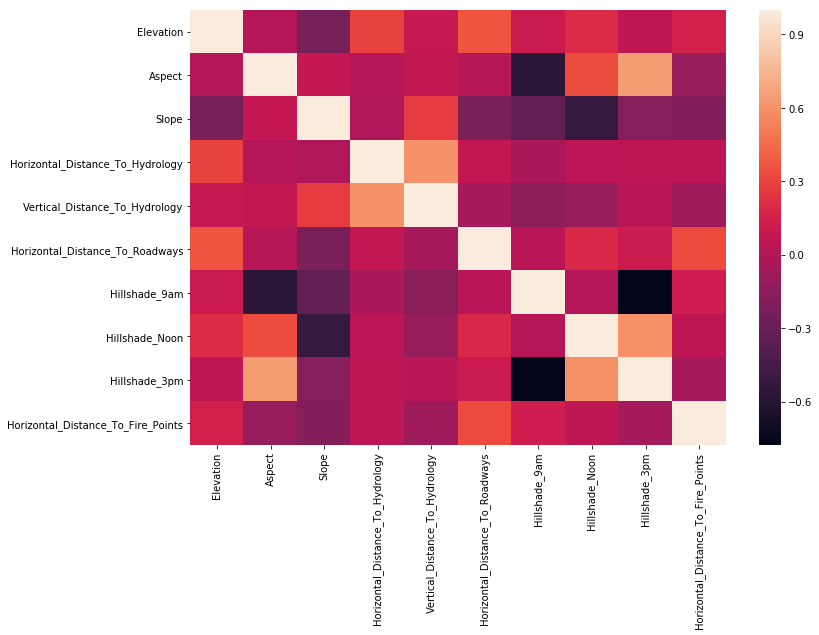 Elevation
Aspect
Slope
Horizontal_Distance_To_Hydrology
Vertical_Distance_To_Hydrology
Horizontal_Distance_To_Roadways
Hillshade_9am
Hillshade_Noon
Hillshade_3pm
Horizontal_Distance_To_Fire_Points
Elevation
Aspect
Slope
Horizontal_Distance_To_Hydrology
Vertical_Distance_To_Hydrology
Horizontal_Distance_To_Roadways
Hillshade_9am
Hillshade_Noon
Hillshade_3pm
Horizontal_Distance_To_Fire_Points
0.9
0.6
0.3
0.0
−0.3
−0.6